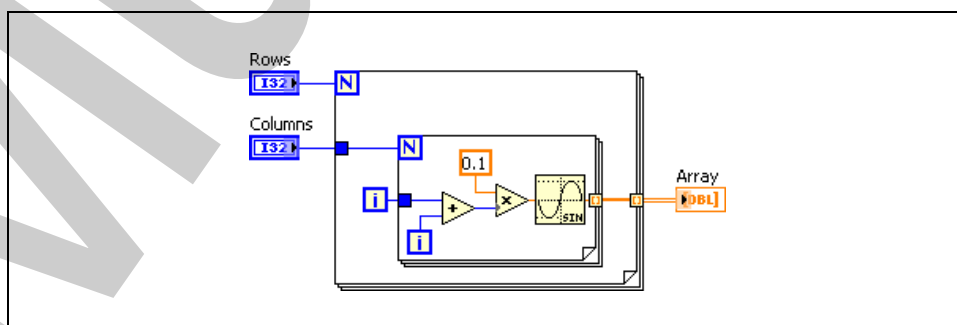 Rows
I32
N
Columns
I32
N
0.1
i
+
x
SIN
i
Array
DBL]